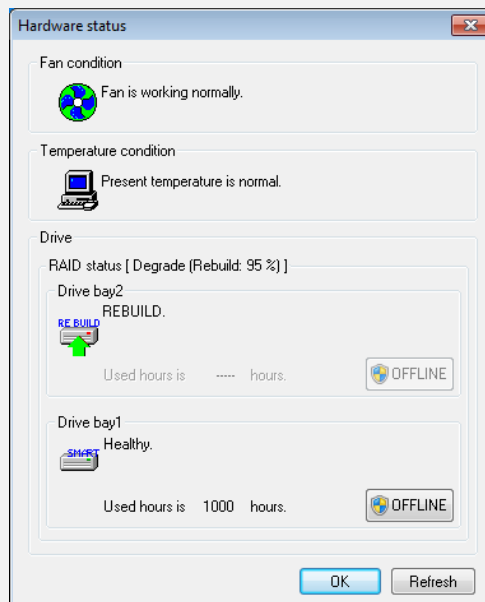 Hardware status
Fan condition
Fan is working normally.
Temperature condition
Present temperature is normal.
Drive
RAID status [ Degrade (Rebuild: 95 %) ]
Drive bay2
REBUILD.
RE BUILD
Used hours is ----- hours.
OFFLINE
Drive bay1
Healthy.
SMART
Used hours is 1000 hours.
OFFLINE
OK
Refresh